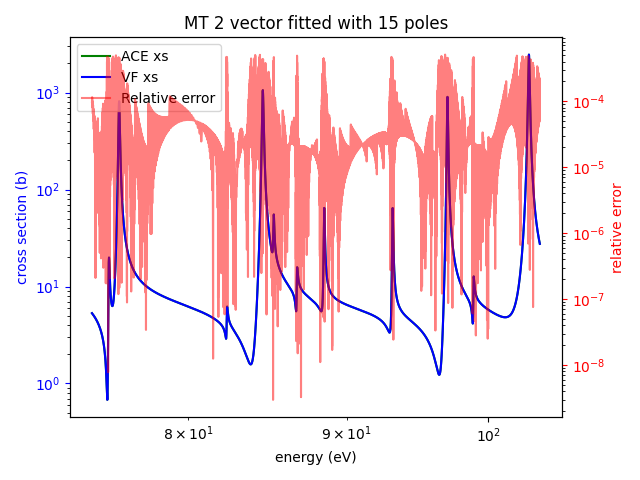 MT 2 vector fitted with 15 poles
ACE xs
VF xs
Relative error
10³
10²
10¹
10⁰
cross section (b)
10⁻⁴
10⁻⁵
10⁻⁶
10⁻⁷
10⁻⁸
relative error
8 × 10¹
9 × 10¹
10²
energy (eV)